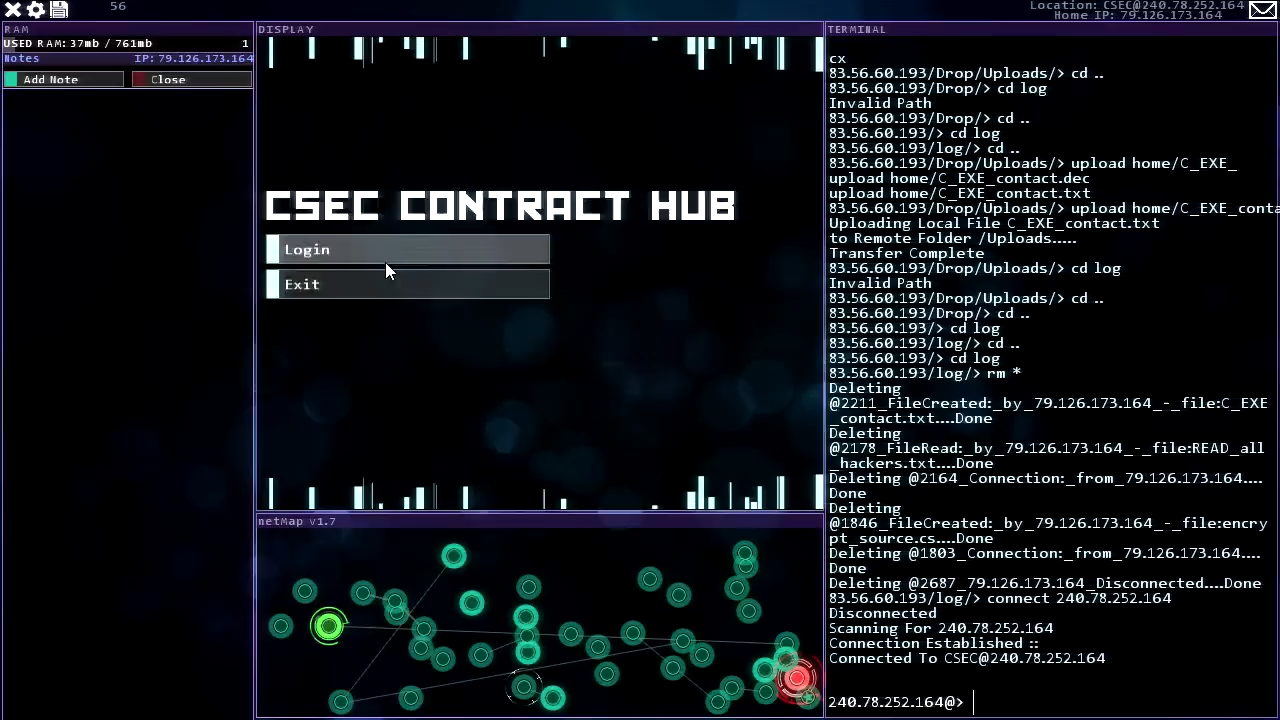 56
Location: CSEC@240.78.252.164
Home IP: 79.126.173.164
RAM
USED RAM: 37mb / 761mb 1
Notes IP: 79.126.173.164
Add Note Close
DISPLAY
CSEC CONTRACT HUB
Login
Exit
netMap v1.7
TERMINAL
cx
83.56.60.193/Drop/Uploads/> cd ..
83.56.60.193/Drop/> cd log
Invalid Path
83.56.60.193/Drop/> cd ..
83.56.60.193/> cd log
83.56.60.193/log/> cd ..
83.56.60.193/Drop/Uploads/> upload home/C_EXE_
upload home/C_EXE_contact.dec
upload home/C_EXE_contact.txt
83.56.60.193/Drop/Uploads/> upload home/C_EXE_conta
Uploading Local File C_EXE_contact.txt
to Remote Folder /Uploads.....
Transfer Complete
83.56.60.193/Drop/Uploads/> cd log
Invalid Path
83.56.60.193/Drop/Uploads/> cd ..
83.56.60.193/Drop/> cd ..
83.56.60.193/> cd log
83.56.60.193/log/> cd ..
83.56.60.193/> cd log
83.56.60.193/log/> rm *
Deleting
@2211_FileCreated:_by_79.126.173.164_-_file:C_EXE
_contact.txt....Done
Deleting
@2178_FileRead:_by_79.126.173.164_-_file:READ_all
_hackers.txt....Done
Deleting @2164_Connection:_from_79.126.173.164....
Done
Deleting
@1846_FileCreated:_by_79.126.173.164_-_file:encry
pt_source.cs....Done
Deleting @1803_Connection:_from_79.126.173.164....
Done
Deleting @2687_79.126.173.164_Disconnected....Done
83.56.60.193/log/> connect 240.78.252.164
Disconnected
Scanning For 240.78.252.164
Connection Established ::
Connected To CSEC@240.78.252.164
240.78.252.164@>